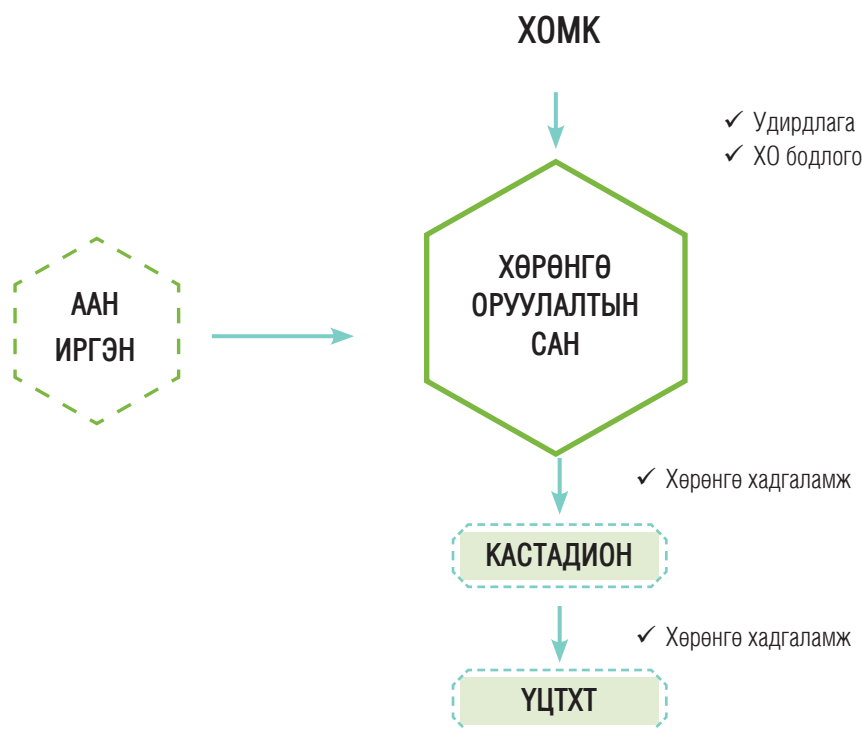 ХОМК
✓ Удирдлага
✓ ХО бодлого
ААН
ИРГЭН
ХӨРӨНГӨ
ОРУУЛАЛТЫН
САН
✓ Хөрөнгө хадгаламж
КАСТАДИОН
✓ Хөрөнгө хадгаламж
ҮЦТХТ